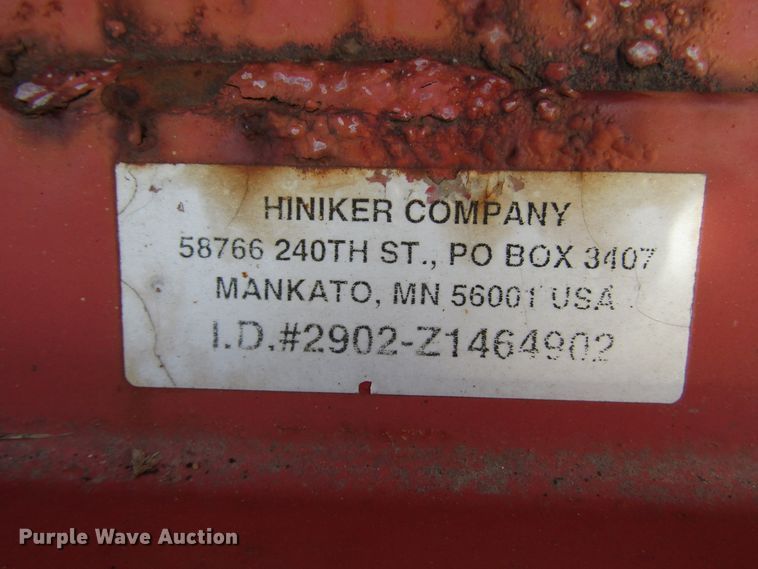 HINIKER COMPANY
58766 240TH ST., PO BOX 3407
MANKATO, MN 56001 USA
I.D.#2902-Z1464902
Purple Wave Auction